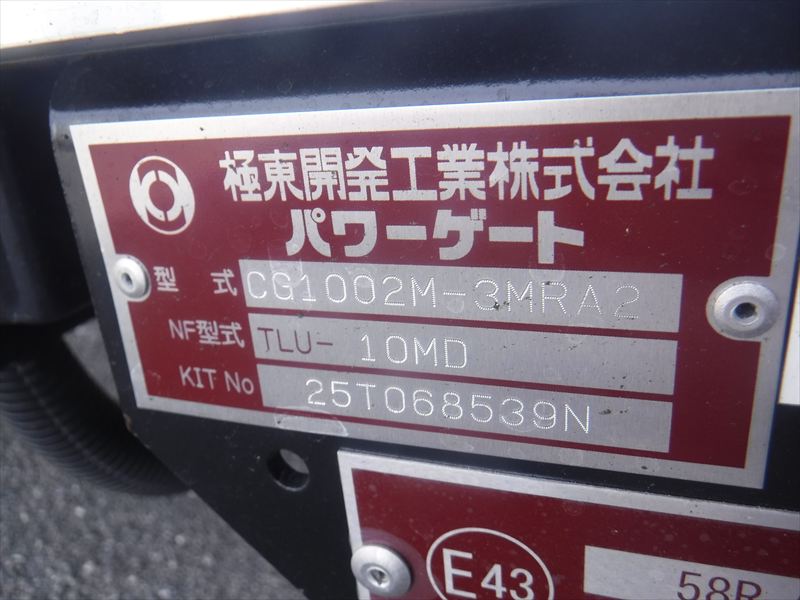 極東開発工業株式会社
パワーゲート
型式 CG1002M-3MRA2
NF型式 TLU- 10MD
KIT No 25T068539N
E43 58R